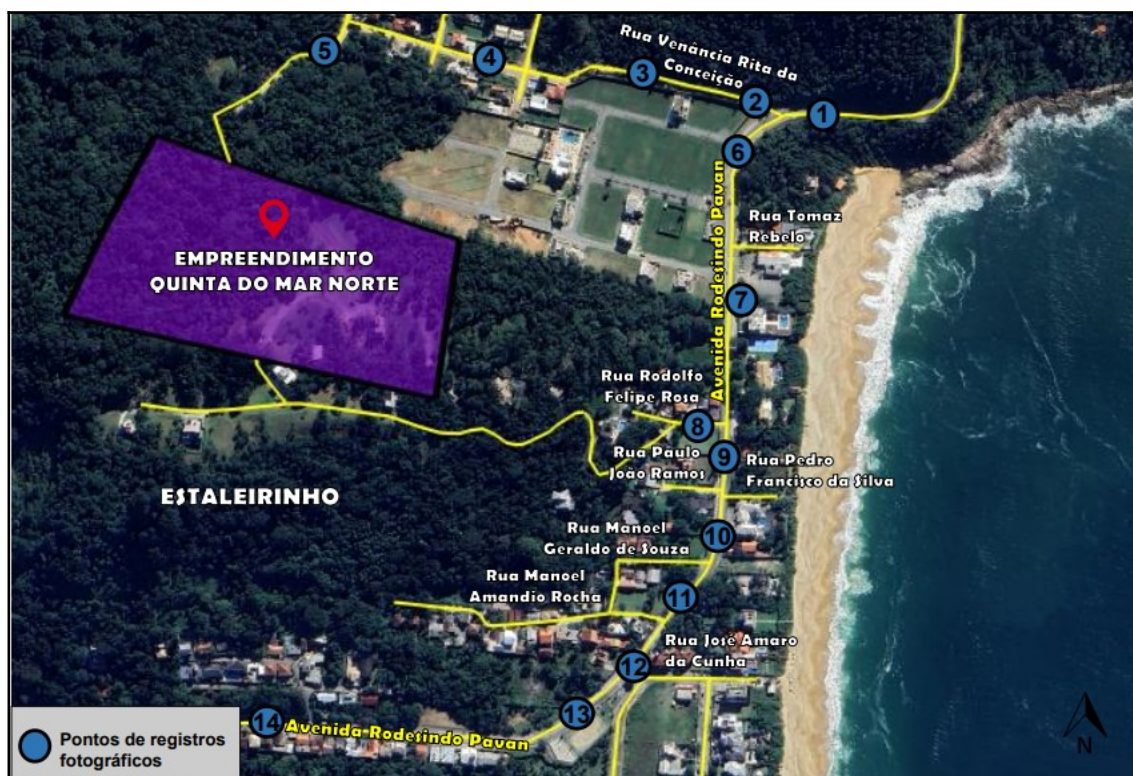 5
4
3
Rua Venância Rita da
Conceição
2
1
6
Avenida Rodesindo Pavan
Rua Tomaz
Rebelo
EMPREENDIMENTO
QUINTA DO MAR NORTE
7
Rua Rodolfo
Felipe Rosa
8
Rua Paulo
João Ramos
9
Rua Pedro
Francisco da Silva
ESTALEIRINHO
10
Rua Manoel
Geraldo de Souza
Rua Manoel
Amandio Rocha
11
12
Rua José Amaro
da Cunha
13
14
Avenida Rodesindo Pavan
Pontos de registros
fotográficos
N